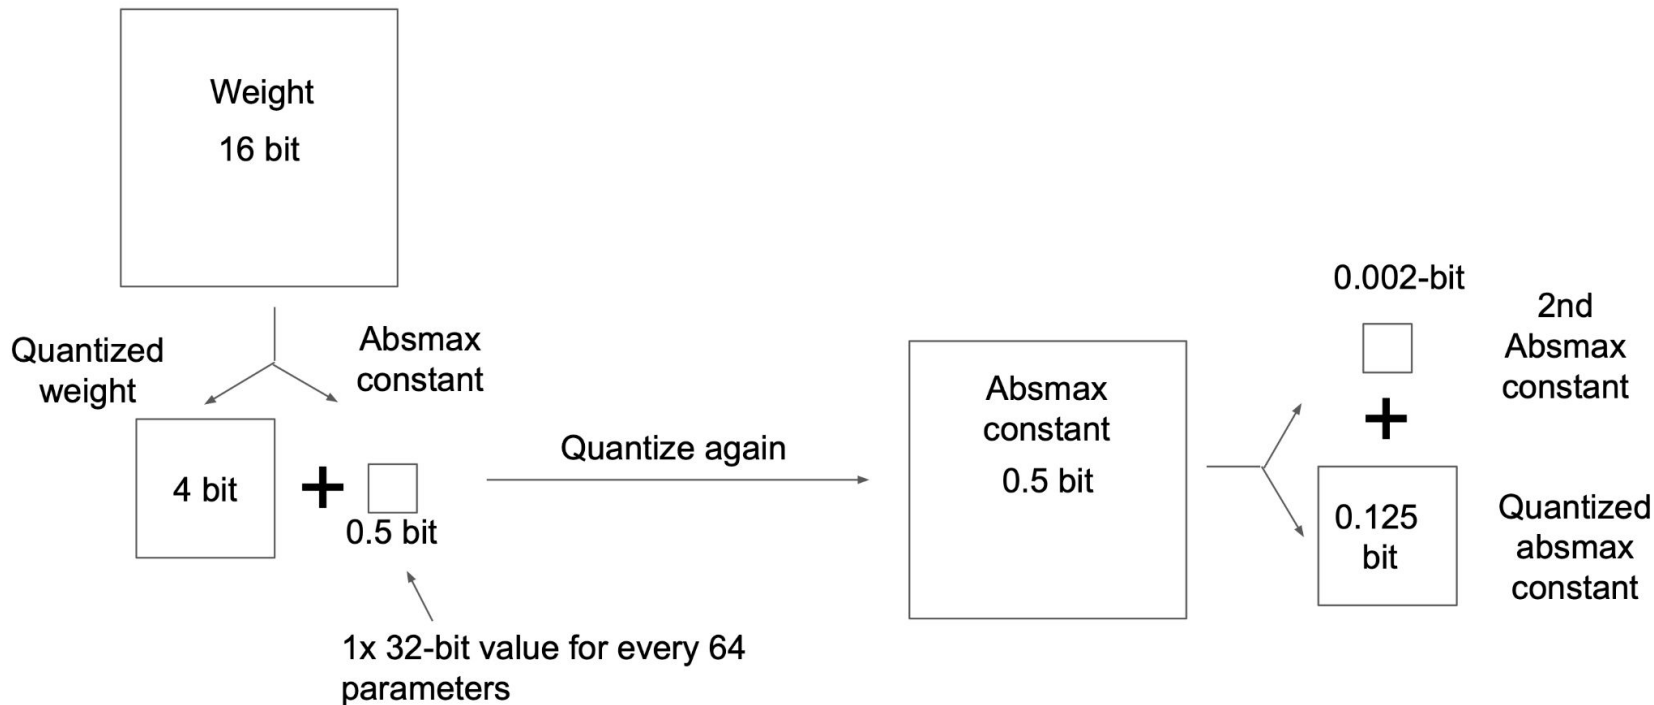 Weight
16 bit
Quantized
weight
Absmax
constant
4 bit
+
0.5 bit
1x 32-bit value for every 64
parameters
Quantize again
Absmax
constant
0.5 bit
0.002-bit
2nd
Absmax
constant
+
0.125
bit
Quantized
absmax
constant